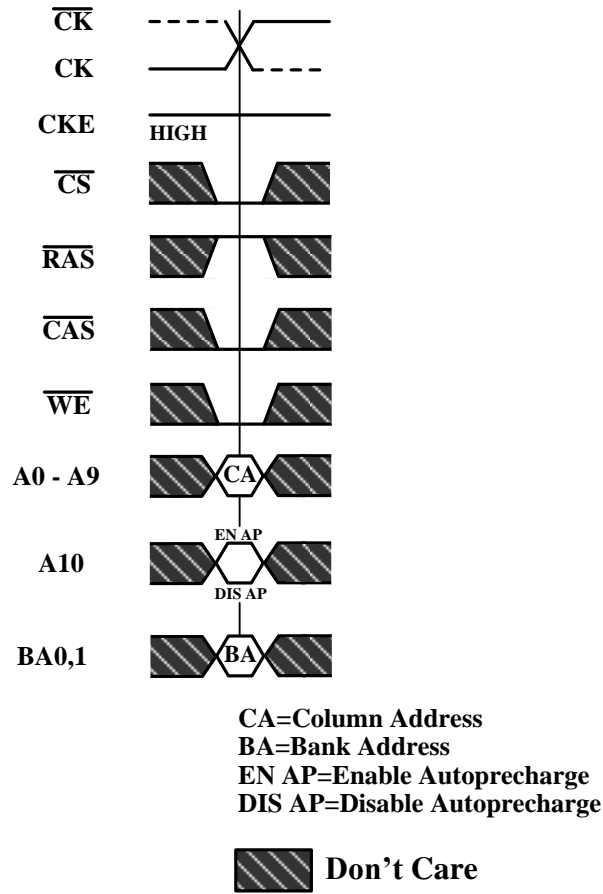 CK
CK
CKE
HIGH
CS
RAS
CAS
WE
A0 - A9
CA
EN AP
A10
DIS AP
BA0,1
BA
CA=Column Address
BA=Bank Address
EN AP=Enable Autoprecharge
DIS AP=Disable Autoprecharge
Don't Care